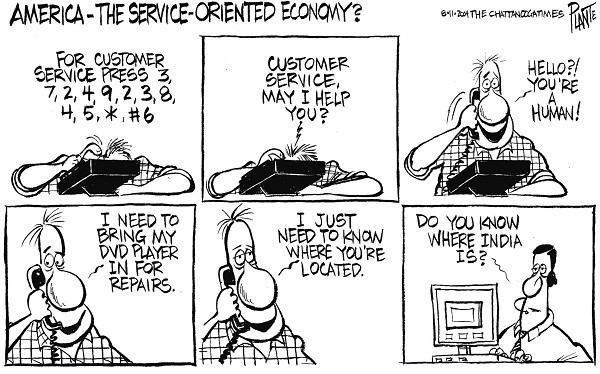 AMERICA-THE SERVICE-ORIENTED ECONOMY?
8-11-2004 THE CHATTANOOGA TIMES
PLANTE
FOR CUSTOMER
SERVICE PRESS 3,
7, 2, 4, 9, 2, 3, 8,
4, 5, *, #6
CUSTOMER
SERVICE,
MAY I HELP
YOU?
HELLO?!
YOU'RE
A
HUMAN!
I NEED TO
BRING MY
DVD PLAYER
IN FOR
REPAIRS.
I JUST
NEED TO KNOW
WHERE YOU'RE
LOCATED.
DO YOU KNOW
WHERE INDIA
IS?